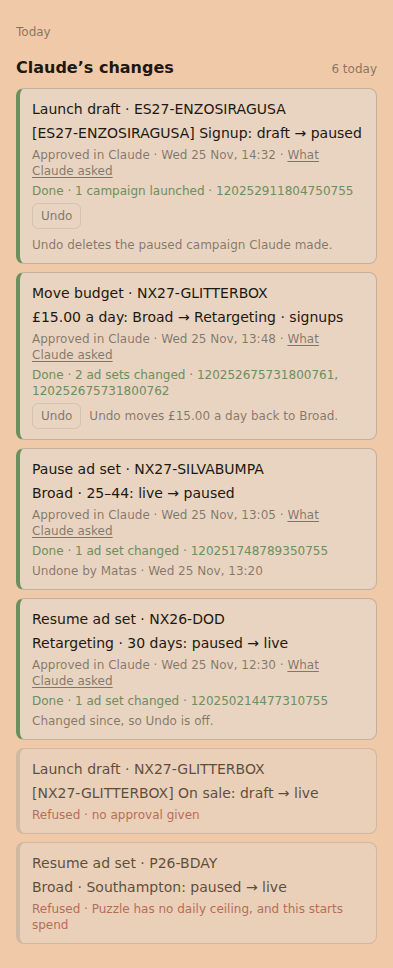 Today
Claude’s changes
6 today
Launch draft · ES27-ENZOSIRAGUSA
[ES27-ENZOSIRAGUSA] Signup: draft → paused
Approved in Claude · Wed 25 Nov, 14:32 · What
Claude asked
Done · 1 campaign launched · 120252911804750755
Undo
Undo deletes the paused campaign Claude made.
Move budget · NX27-GLITTERBOX
£15.00 a day: Broad → Retargeting · signups
Approved in Claude · Wed 25 Nov, 13:48 · What
Claude asked
Done · 2 ad sets changed · 120252675731800761,
120252675731800762
Undo
Undo moves £15.00 a day back to Broad.
Pause ad set · NX27-SILVABUMPA
Broad · 25–44: live → paused
Approved in Claude · Wed 25 Nov, 13:05 · What
Claude asked
Done · 1 ad set changed · 120251748789350755
Undone by Matas · Wed 25 Nov, 13:20
Resume ad set · NX26-DOD
Retargeting · 30 days: paused → live
Approved in Claude · Wed 25 Nov, 12:30 · What
Claude asked
Done · 1 ad set changed · 120250214477310755
Changed since, so Undo is off.
Launch draft · NX27-GLITTERBOX
[NX27-GLITTERBOX] On sale: draft → live
Refused · no approval given
Resume ad set · P26-BDAY
Broad · Southampton: paused → live
Refused · Puzzle has no daily ceiling, and this starts
spend